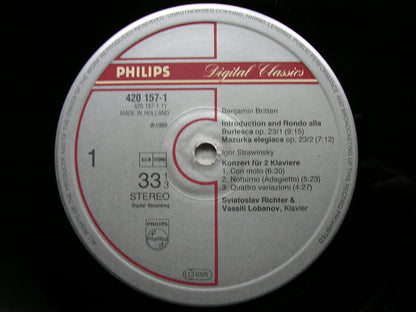 PHILIPS
Digital Classics
420 157-1
420 157-1.1Y
MADE IN HOLLAND
Benjamin Britten
Introduction and Rondo alla
Burlesca op. 23/1 (9:15)
Mazurka elegiaca op. 23/2 (7:12)
Igor Strawinsky
Konzert für 2 Klaviere
1. Con moto (6:30)
2. Notturno (Adagietto) (5:23)
3. Quattro variazioni (4:27)
Sviatoslav Richter &
Vassili Lobanov, Klavier
1
33 1/3
STEREO
Digital Recording
PHILIPS